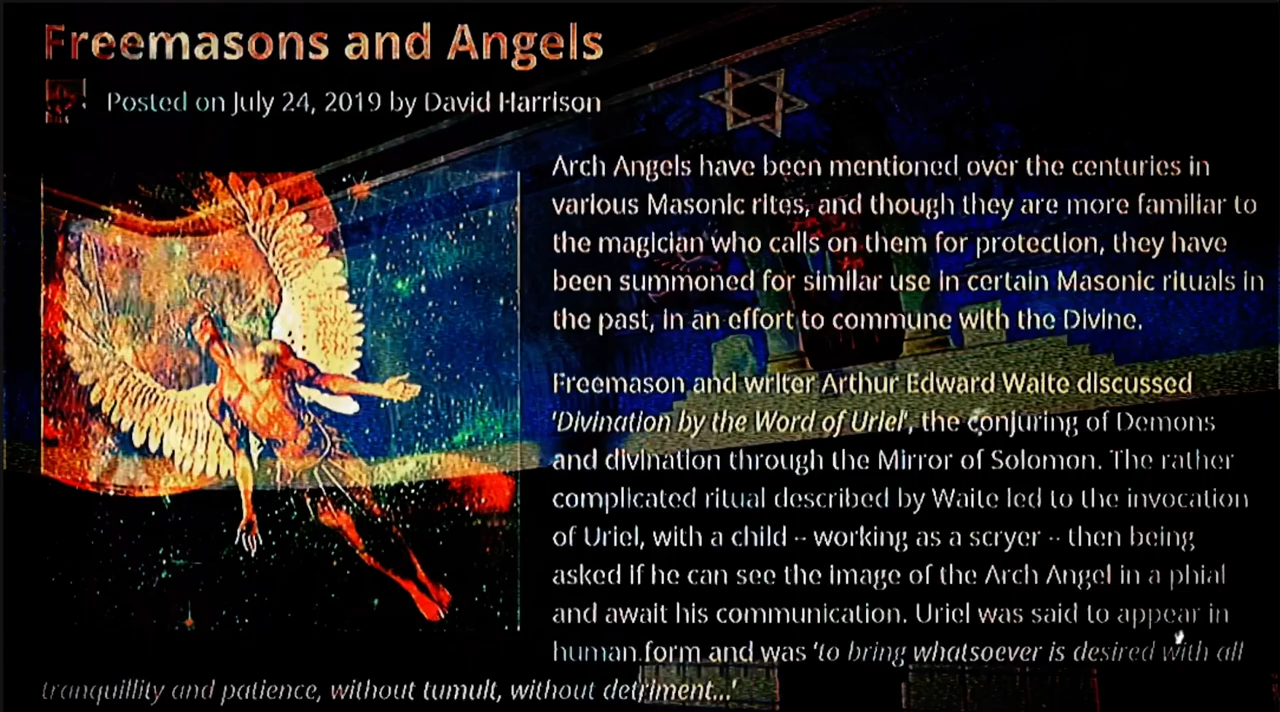 Freemasons and Angels
Posted on July 24, 2019 by David Harrison
Arch Angels have been mentioned over the centuries in
various Masonic rites, and though they are more familiar to
the magician who calls on them for protection, they have
been summoned for similar use in certain Masonic rituals in
the past, in an effort to commune with the Divine.
Freemason and writer Arthur Edward Waite discussed
'Divination by the Word of Uriel', the conjuring of Demons
and divination through the Mirror of Solomon. The rather
complicated ritual described by Waite led to the invocation
of Uriel, with a child -- working as a scryer -- then being
asked if he can see the image of the Arch Angel in a phial
and await his communication. Uriel was said to appear in
human form and was 'to bring whatsoever is desired with all
tranquillity and patience, without tumult, without detriment...'